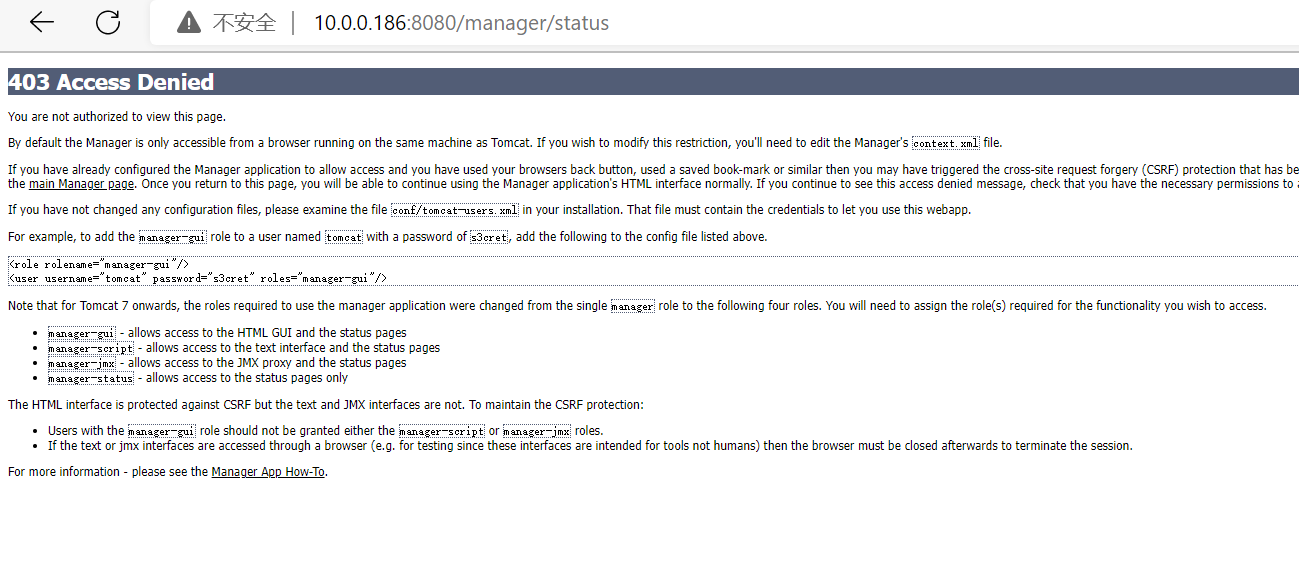 不安全 | 10.0.0.186:8080/manager/status
403 Access Denied
You are not authorized to view this page.
By default the Manager is only accessible from a browser running on the same machine as Tomcat. If you wish to modify this restriction, you'll need to edit the Manager's context.xml file.
If you have already configured the Manager application to allow access and you have used your browsers back button, used a saved book-mark or similar then you may have triggered the cross-site request forgery (CSRF) protection that has be
the main Manager page. Once you return to this page, you will be able to continue using the Manager application's HTML interface normally. If you continue to see this access denied message, check that you have the necessary permissions to a
If you have not changed any configuration files, please examine the file conf/tomcat-users.xml in your installation. That file must contain the credentials to let you use this webapp.
For example, to add the manager-gui role to a user named tomcat with a password of s3cret, add the following to the config file listed above.
<role rolename="manager-gui"/>
<user username="tomcat" password="s3cret" roles="manager-gui"/>
Note that for Tomcat 7 onwards, the roles required to use the manager application were changed from the single manager role to the following four roles. You will need to assign the role(s) required for the functionality you wish to access.
• manager-gui - allows access to the HTML GUI and the status pages
• manager-script - allows access to the text interface and the status pages
• manager-jmx - allows access to the JMX proxy and the status pages
• manager-status - allows access to the status pages only
The HTML interface is protected against CSRF but the text and JMX interfaces are not. To maintain the CSRF protection:
• Users with the manager-gui role should not be granted either the manager-script or manager-jmx roles.
• If the text or jmx interfaces are accessed through a browser (e.g. for testing since these interfaces are intended for tools not humans) then the browser must be closed afterwards to terminate the session.
For more information - please see the Manager App How-To.